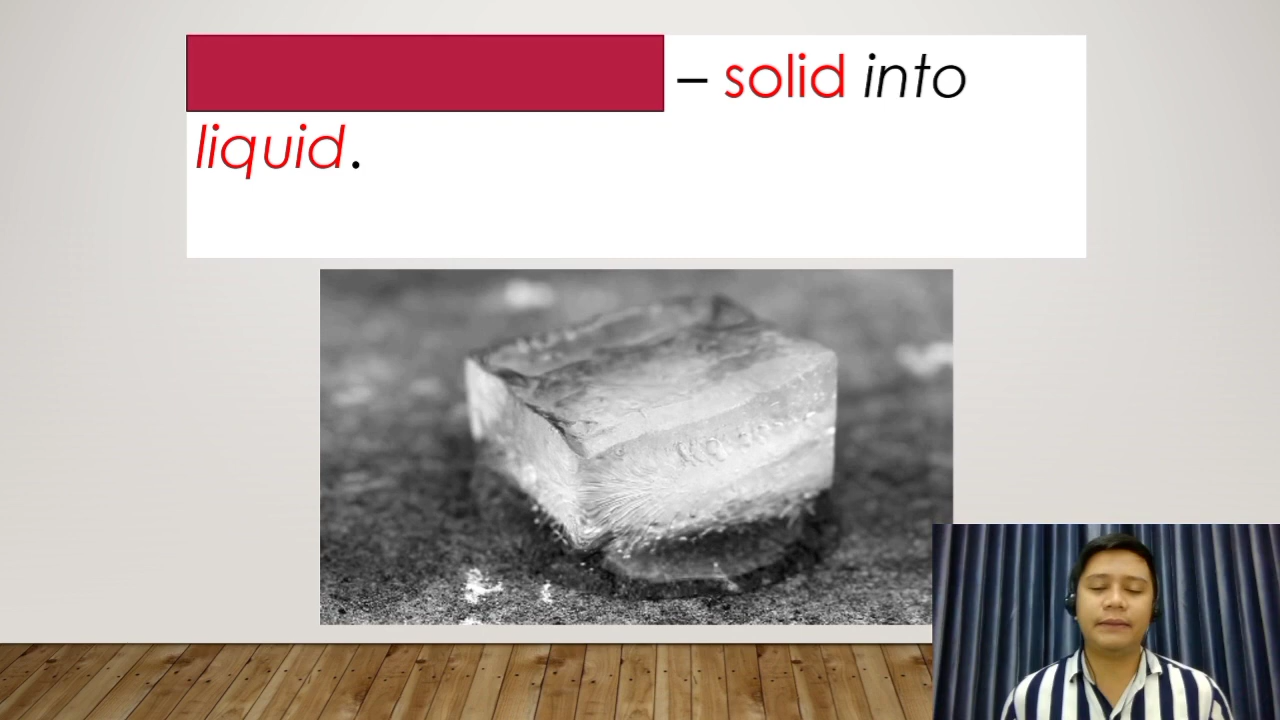 – solid into
liquid.